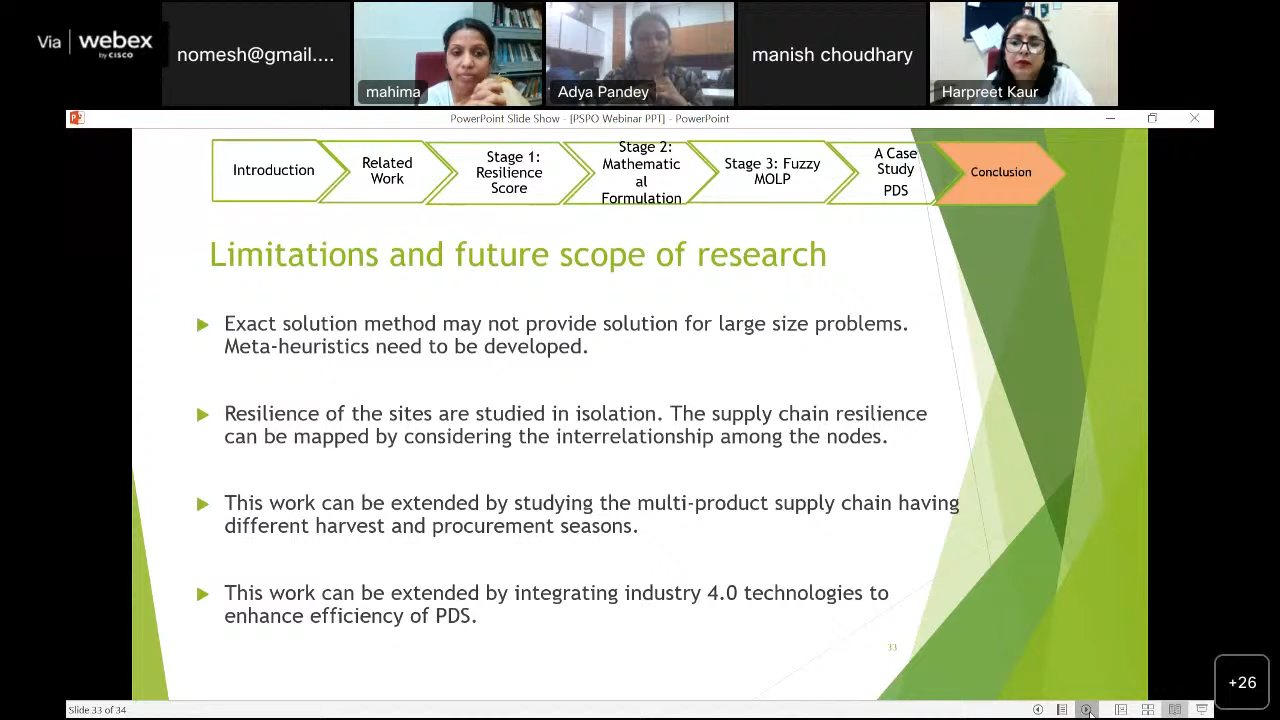 Via webex
by CISCO
nomesh@gmail....
mahima
Adya Pandey
manish choudhary
Harpreet Kaur
PowerPoint Slide Show - [PSPO Webinar PPT] - PowerPoint
Introduction
Related
Work
Stage 1:
Resilience
Score
Stage 2:
Mathematic
al
Formulation
Stage 3: Fuzzy
MOLP
A Case
Study
PDS
Conclusion
Limitations and future scope of research
Exact solution method may not provide solution for large size problems.
Meta-heuristics need to be developed.
Resilience of the sites are studied in isolation. The supply chain resilience
can be mapped by considering the interrelationship among the nodes.
This work can be extended by studying the multi-product supply chain having
different harvest and procurement seasons.
This work can be extended by integrating industry 4.0 technologies to
enhance efficiency of PDS.
33
+26
Slide 33 of 34